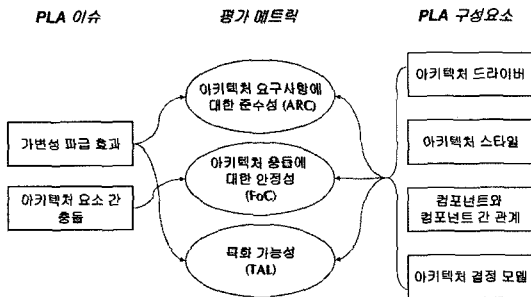 PLA 이슈
평가 메트릭
PLA 구성요소
가변성 파급 효과
아키텍처 요소 간
충돌
아키텍처 요구사항에
대한 준수성 (ARC)
아키텍처 충돌에
대한 안정성
(FoC)
특화 가능성
(TAL)
아키텍처 드라이버
아키텍처 스타일
컴포넌트와
컴포넌트 간 관계
아키텍처 결정 모델